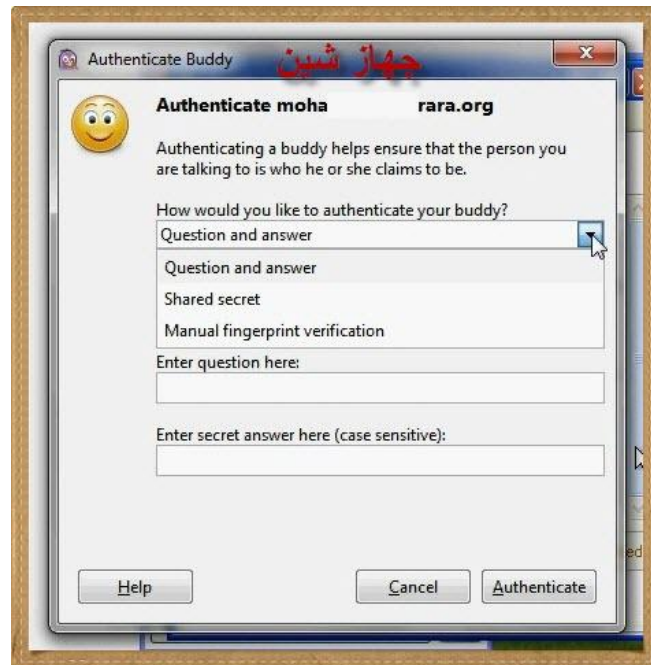 Authenticate Buddy
جهاز شين
Authenticate moha rara.org
Authenticating a buddy helps ensure that the person you
are talking to is who he or she claims to be.
How would you like to authenticate your buddy?
Question and answer
Question and answer
Shared secret
Manual fingerprint verification
Enter question here:
Enter secret answer here (case sensitive):
Help
Cancel
Authenticate